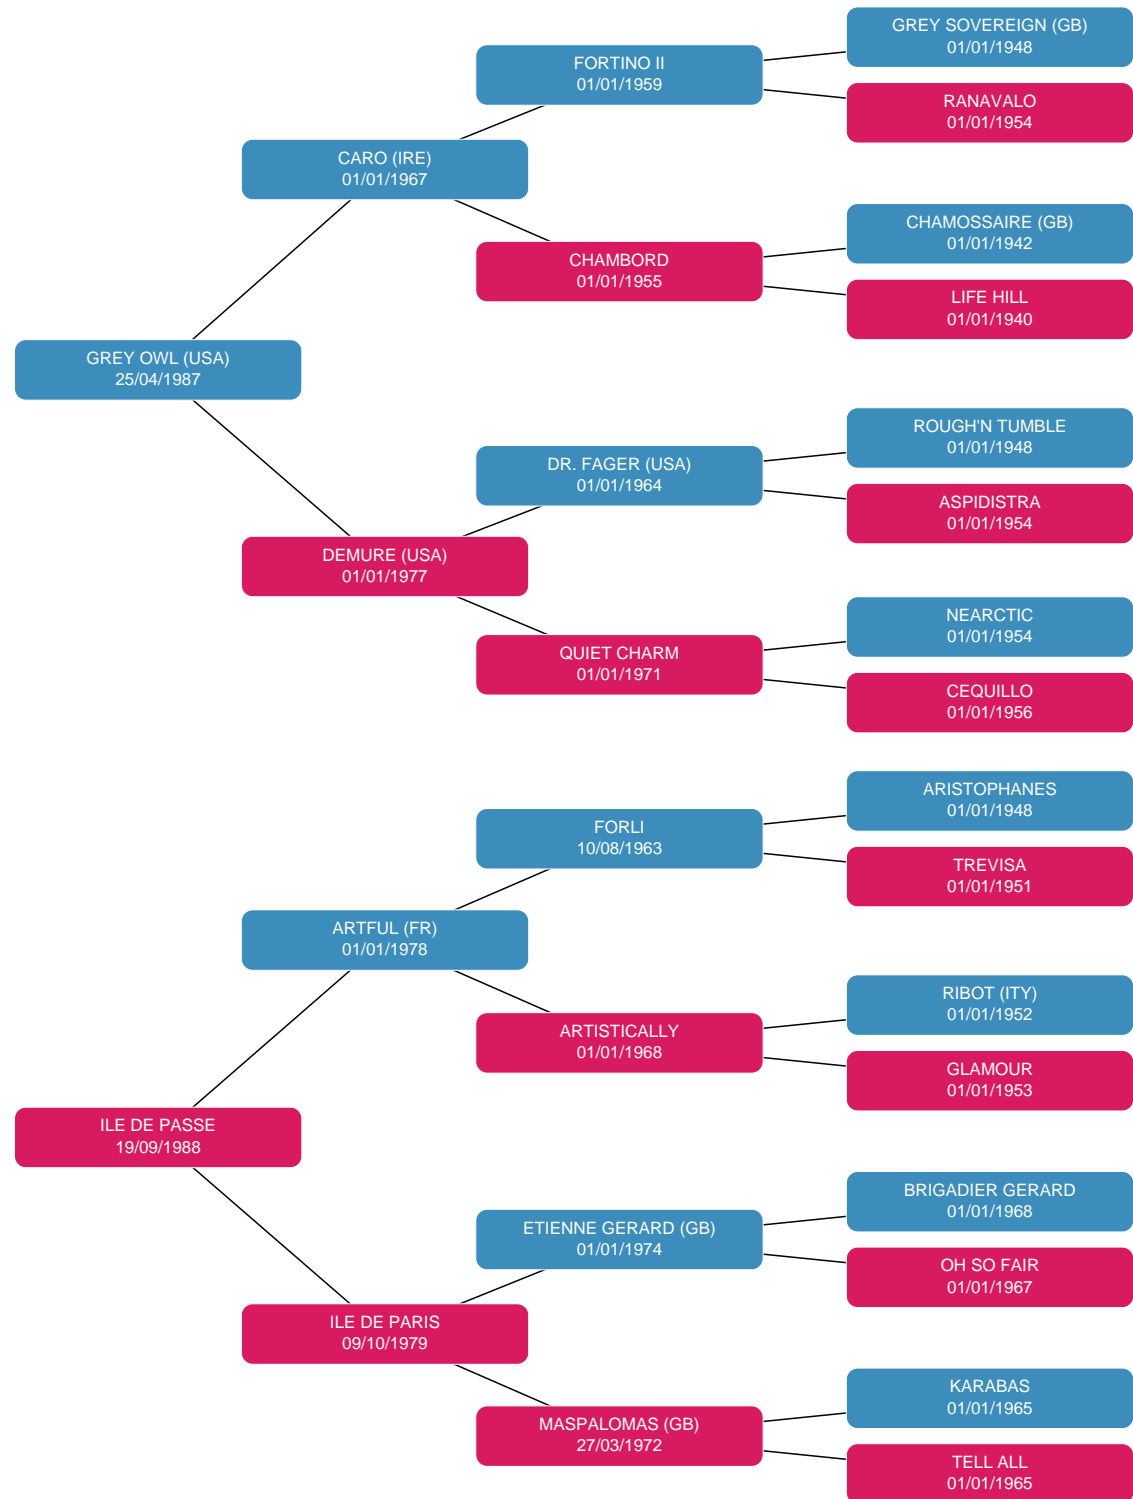 GREY SOVEREIGN (GB)
01/01/1948
FORTINO II
01/01/1959
RANAVALO
01/01/1954
CARO (IRE)
01/01/1967
CHAMOSSAIRE (GB)
01/01/1942
CHAMBORD
01/01/1955
LIFE HILL
01/01/1940
GREY OWL (USA)
25/04/1987
ROUGH'N TUMBLE
01/01/1948
DR. FAGER (USA)
01/01/1964
ASPIDISTRA
01/01/1954
DEMURE (USA)
01/01/1977
NEARCTIC
01/01/1954
QUIET CHARM
01/01/1971
CEQUILLO
01/01/1956
ARISTOPHANES
01/01/1948
FORLI
10/08/1963
TREVISA
01/01/1951
ARTFUL (FR)
01/01/1978
RIBOT (ITY)
01/01/1952
ARTISTICALLY
01/01/1968
GLAMOUR
01/01/1953
ILE DE PASSE
19/09/1988
BRIGADIER GERARD
01/01/1968
ETIENNE GERARD (GB)
01/01/1974
OH SO FAIR
01/01/1967
ILE DE PARIS
09/10/1979
KARABAS
01/01/1965
MASPALOMAS (GB)
27/03/1972
TELL ALL
01/01/1965